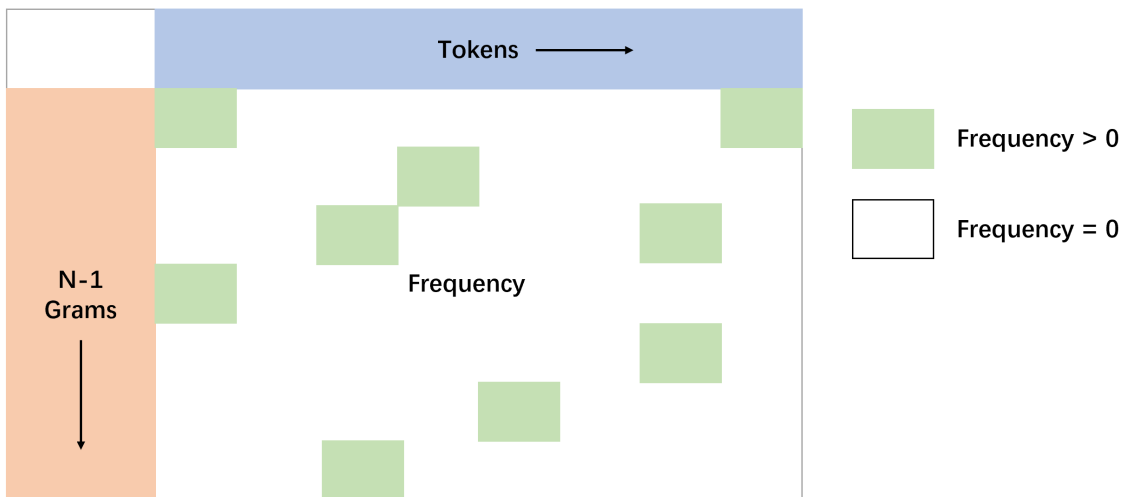 Tokens
Frequency > 0
Frequency = 0
N-1
Grams
Frequency